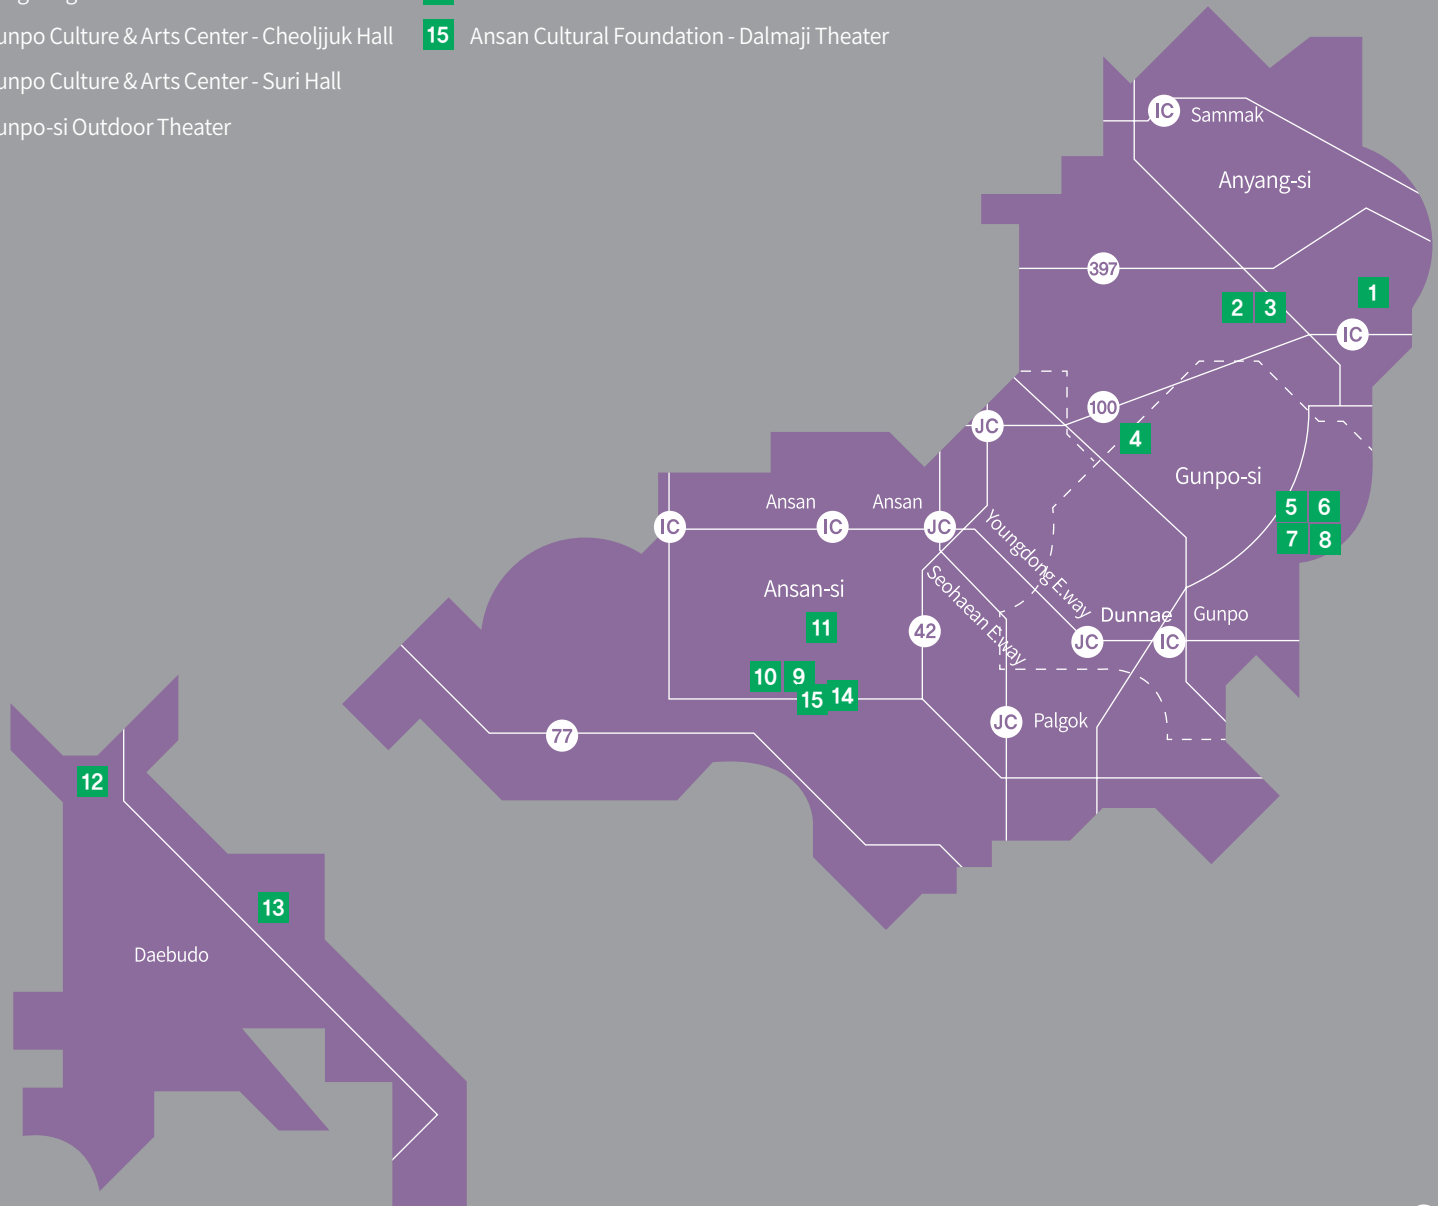 unpo Culture & Arts Center - Cheoljjuk Hall
15 Ansan Cultural Foundation - Dalmaji Theater
unpo Culture & Arts Center - Suri Hall
unpo-si Outdoor Theater
IC Sammak
Anyang-si
397
1
2 3
IC
100
JC
4
Gunpo-si
Ansan Ansan
5 6
IC IC JC
Youngdong E.way
7 8
Seohaean E.way
Ansan-si
11
42
Dunnae Gunpo
JC IC
10 9
15 14
JC Palgok
77
12
13
Daebudo